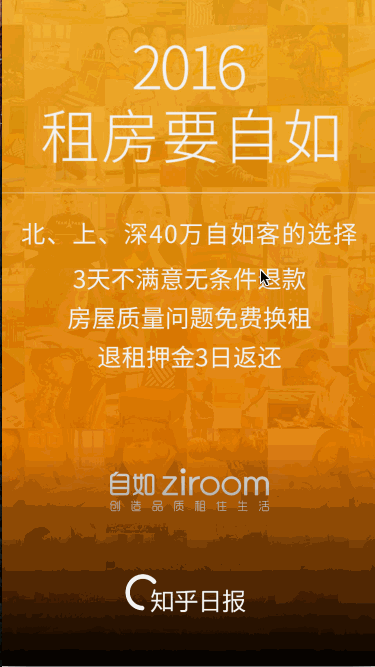 2016
租房要自如
北、上、深40万自如客的选择
3天不满意无条件退款
房屋质量问题免费换租
退租押金3日返还
自如 ziroom
创造品质租住生活
知乎日报